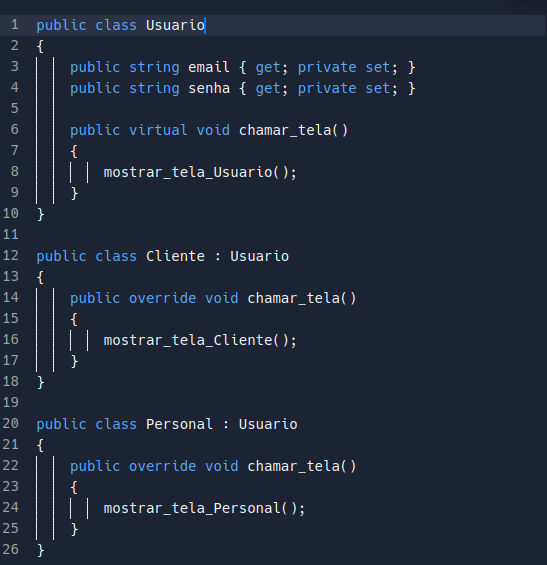 1 public class Usuario
2 {
3 public string email { get; private set; }
4 public string senha { get; private set; }
5
6 public virtual void chamar_tela()
7 {
8 mostrar_tela_Usuario();
9 }
10 }
11
12 public class Cliente : Usuario
13 {
14 public override void chamar_tela()
15 {
16 mostrar_tela_Cliente();
17 }
18 }
19
20 public class Personal : Usuario
21 {
22 public override void chamar_tela()
23 {
24 mostrar_tela_Personal();
25 }
26 }